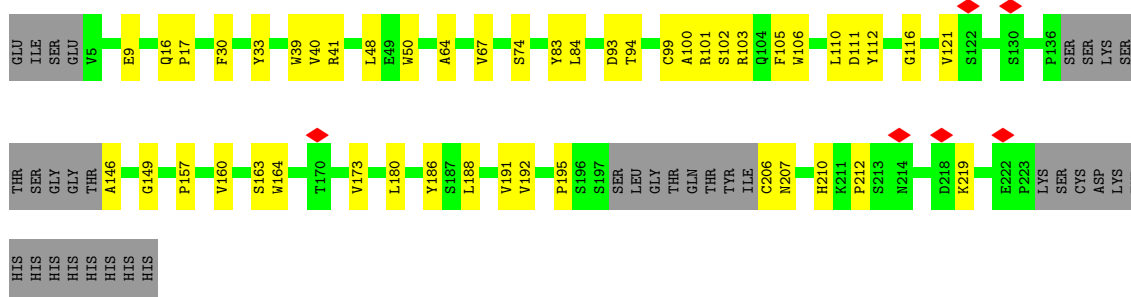 GLU ILE SER GLU V5 E9 Q16 P17 F30 Y33 W39 V40 R41 L48 E49 W50 A64 V67 S74 Y83 L84 D93 T94 C99 A100 R101 S102 R103 Q104 F105 W106 L110 D111 Y112 G116 V121 S122 S130 P136 SER SER LYS SER
THR SER GLY GLY THR A146 G149 P157 V160 S163 W164 T170 V173 L180 Y186 S187 L188 V191 V192 P195 S196 S197 SER LEU GLY THR GLN THR TYR ILE C206 N207 H210 K211 P212 S213 N214 D218 K219 E222 P223 LYS SER CYS ASP LYS
HIS HIS HIS HIS HIS HIS HIS HIS